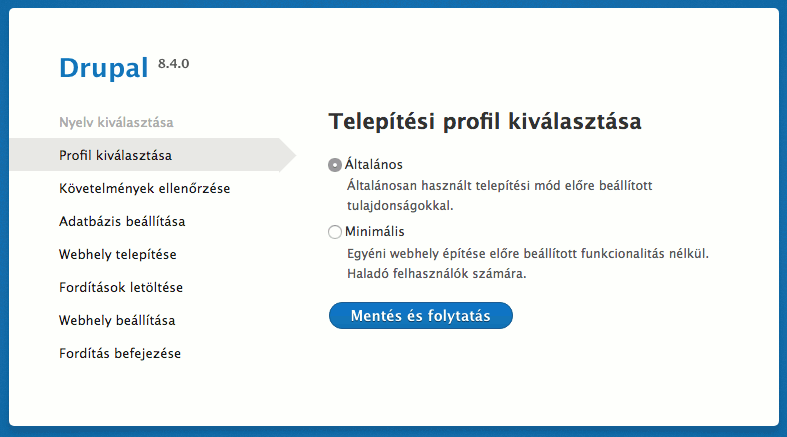 Drupal 8.4.0
Nyelv kiválasztása
Profil kiválasztása
Követelmények ellenőrzése
Adatbázis beállítása
Webhely telepítése
Fordítások letöltése
Webhely beállítása
Fordítás befejezése
Telepítési profil kiválasztása
Általános
Általánosan használt telepítési mód előre beállított
tulajdonságokkal.
Minimális
Egyéni webhely építése előre beállított funkcionalitás nélkül.
Haladó felhasználók számára.
Mentés és folytatás